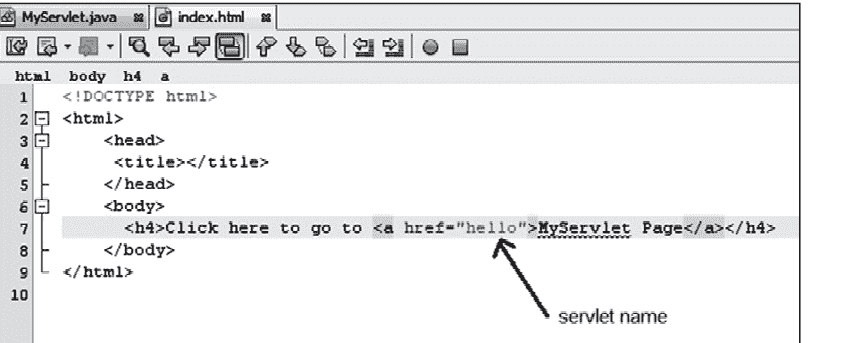 MyServlet.java index.html
html body h4 a
1 <!DOCTYPE html>
2 <html>
3 <head>
4 <title></title>
5 </head>
6 <body>
7 <h4>Click here to go to <a href="hello">MyServlet Page</a></h4>
8 </body>
9 </html>
10
servlet name